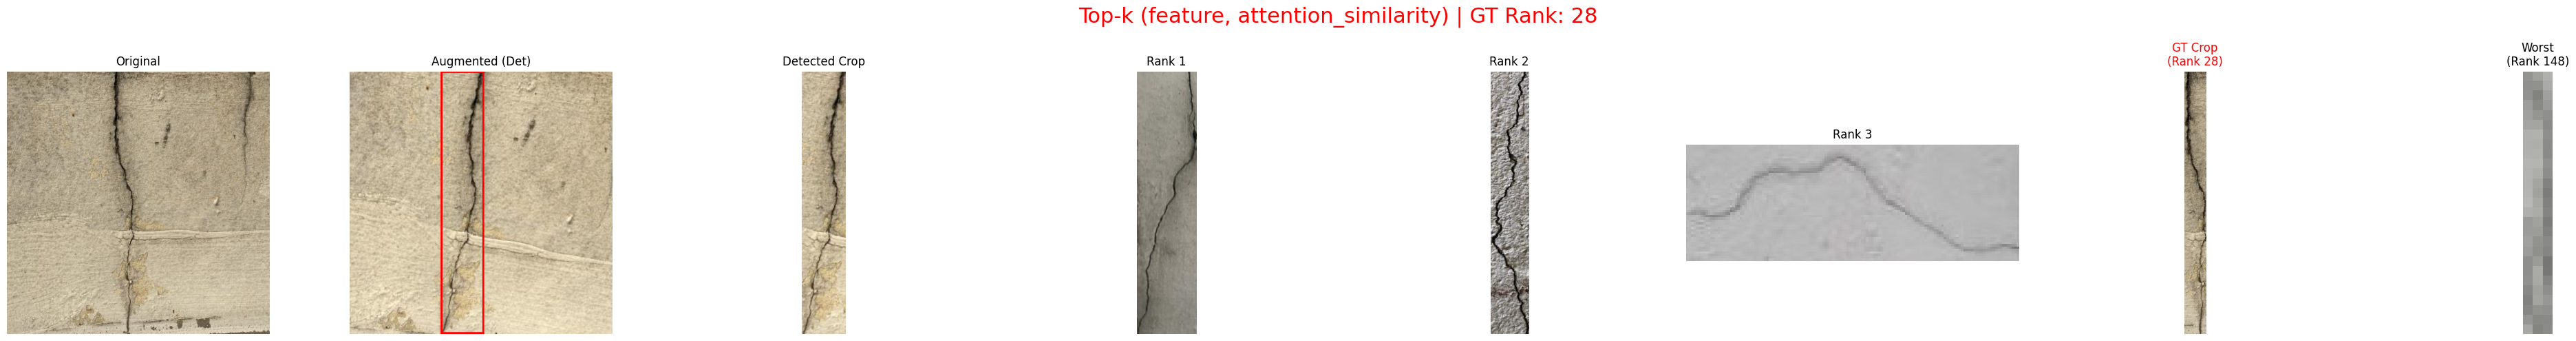 Top-k (feature, attention_similarity) | GT Rank: 28
Original
Augmented (Det)
Detected Crop
Rank 1
Rank 2
Rank 3
GT Crop
(Rank 28)
Worst
(Rank 148)